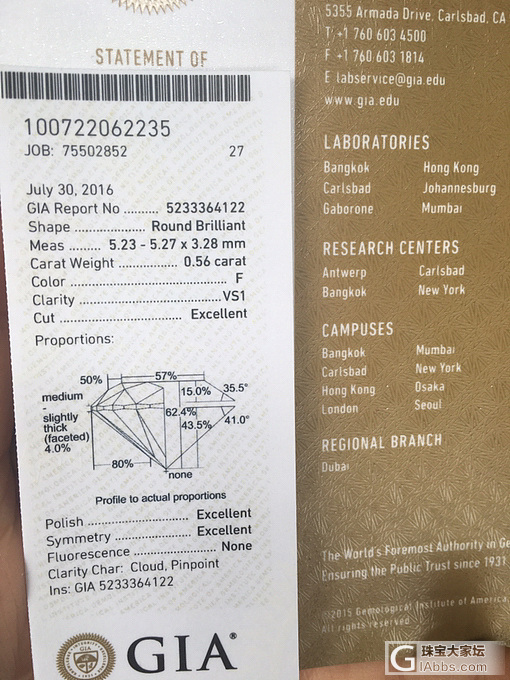 STATEMENT OF
100722062235
JOB: 75502852 27
July 30, 2016
GIA Report No .......... 5233364122
Shape .................. Round Brilliant
Meas ........ 5.23 - 5.27 x 3.28 mm
Carat Weight ................ 0.56 carat
Color ........................................ F
Clarity ..................................... VS1
Cut ............................... Excellent
Proportions:
50% 57%
15.0% 35.5°
medium
-
slightly
thick
(faceted)
4.0%
62.4%
43.5% 41.0°
80%
none
Profile to actual proportions
Polish .......................... Excellent
Symmetry ..................... Excellent
Fluorescence ..................... None
Clarity Char: Cloud, Pinpoint
Ins: GIA 5233364122
GIA®
5355 Armada Drive, Carlsbad, CA
T +1 760 603 4500
F +1 760 603 1814
E labservice@gia.edu
www.gia.edu
LABORATORIES
Bangkok Hong Kong
Carlsbad Johannesburg
Gaborone Mumbai
RESEARCH CENTERS
Antwerp Carlsbad
Bangkok New York
CAMPUSES
Bangkok Mumbai
Carlsbad New York
Hong Kong Osaka
London Seoul
REGIONAL BRANCH
Dubai
The World's Foremost Authority in Ge
Ensuring the Public Trust since 1931
©2015 Gemological Institute of America,
All rights reserved
珠宝大家坛
GIAbbs.com